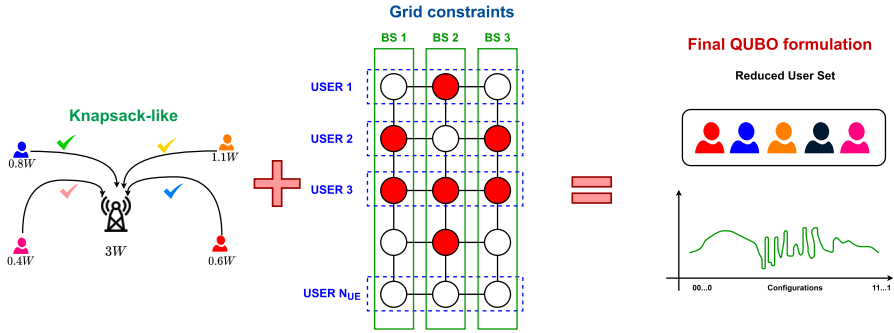 Grid constraints
BS 1
BS 2
BS 3
Final QUBO formulation
Reduced User Set
Knapsack-like
0.8W
1.1W
0.4W
0.6W
3W
USER 1
USER 2
USER 3
USER NUE
00...0
Configurations
11...1